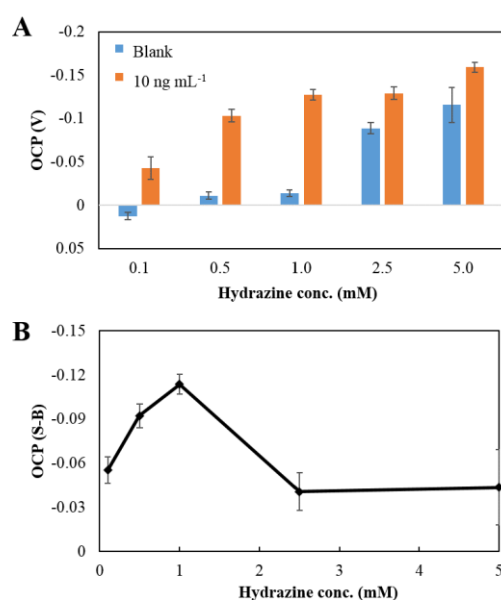 A
-0.2
-0.15
-0.1
-0.05
0
0.05
OCP (V)
Blank
10 ng mL⁻¹
0.1 0.5 1.0 2.5 5.0
Hydrazine conc. (mM)
B
-0.15
-0.12
-0.09
-0.06
-0.03
0
OCP (S-B)
0 1 2 3 4 5
Hydrazine conc. (mM)